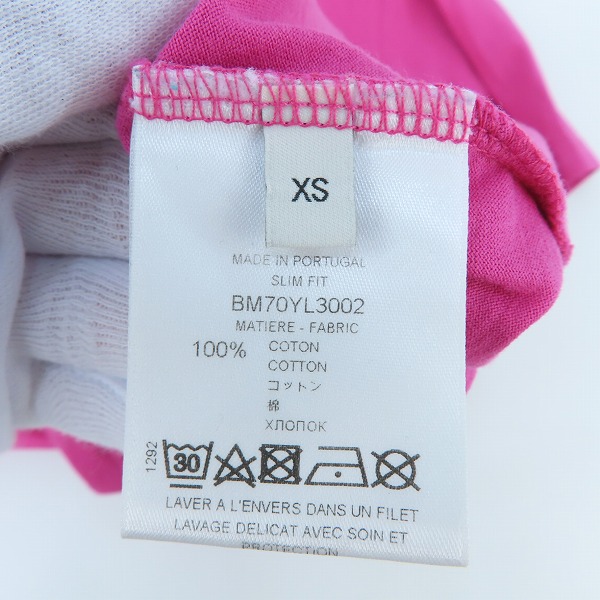 XS
MADE IN PORTUGAL
SLIM FIT
BM70YL3002
MATIERE - FABRIC
100% COTON
COTTON
コットン
棉
ХЛОПОК
1292
30
LAVER A L'ENVERS DANS UN FILET
LAVAGE DELICAT AVEC SOIN ET
PROTECTION